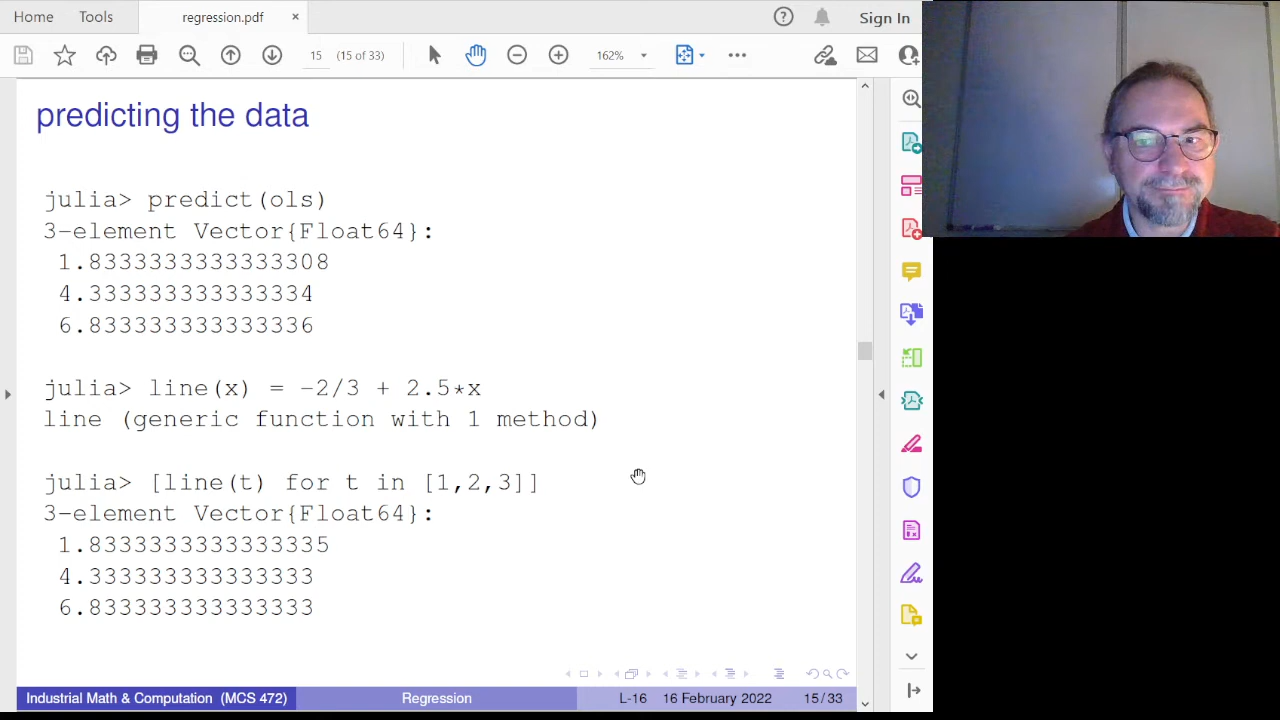 Home Tools regression.pdf × Sign In
15 (15 of 33) 162%
predicting the data
julia> predict(ols)
3-element Vector{Float64}:
1.8333333333333308
4.333333333333334
6.833333333333336
julia> line(x) = -2/3 + 2.5*x
line (generic function with 1 method)
julia> [line(t) for t in [1,2,3]]
3-element Vector{Float64}:
1.8333333333333335
4.333333333333333
6.833333333333333
Industrial Math & Computation (MCS 472) Regression L-16 16 February 2022 15 / 33